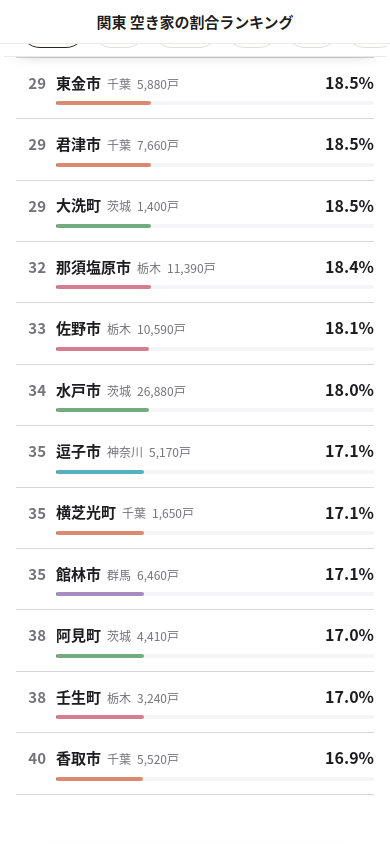 関東 空き家の割合ランキング
29 東金市 千葉 5,880戸 18.5%
29 君津市 千葉 7,660戸 18.5%
29 大洗町 茨城 1,400戸 18.5%
32 那須塩原市 栃木 11,390戸 18.4%
33 佐野市 栃木 10,590戸 18.1%
34 水戸市 茨城 26,880戸 18.0%
35 逗子市 神奈川 5,170戸 17.1%
35 横芝光町 千葉 1,650戸 17.1%
35 館林市 群馬 6,460戸 17.1%
38 阿見町 茨城 4,410戸 17.0%
38 壬生町 栃木 3,240戸 17.0%
40 香取市 千葉 5,520戸 16.9%